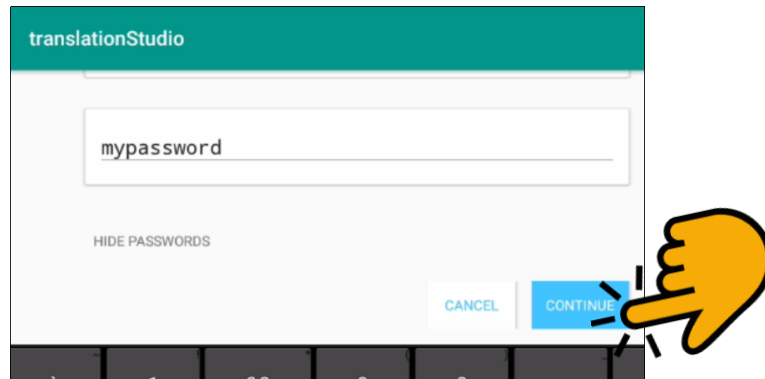 translationStudio
mypassword
HIDE PASSWORDS
CANCEL CONTINUE